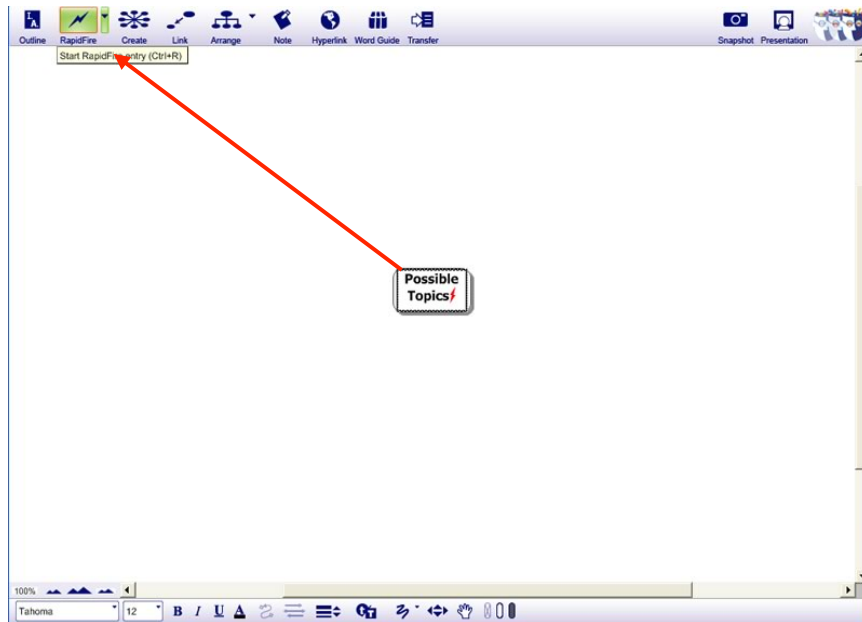 Outline RapidFire Create Link Arrange Note Hyperlink Word Guide Transfer Snapshot Presentation
Start RapidFire entry (Ctrl+R)
Possible
Topics
100%
Tahoma 12 B I U A